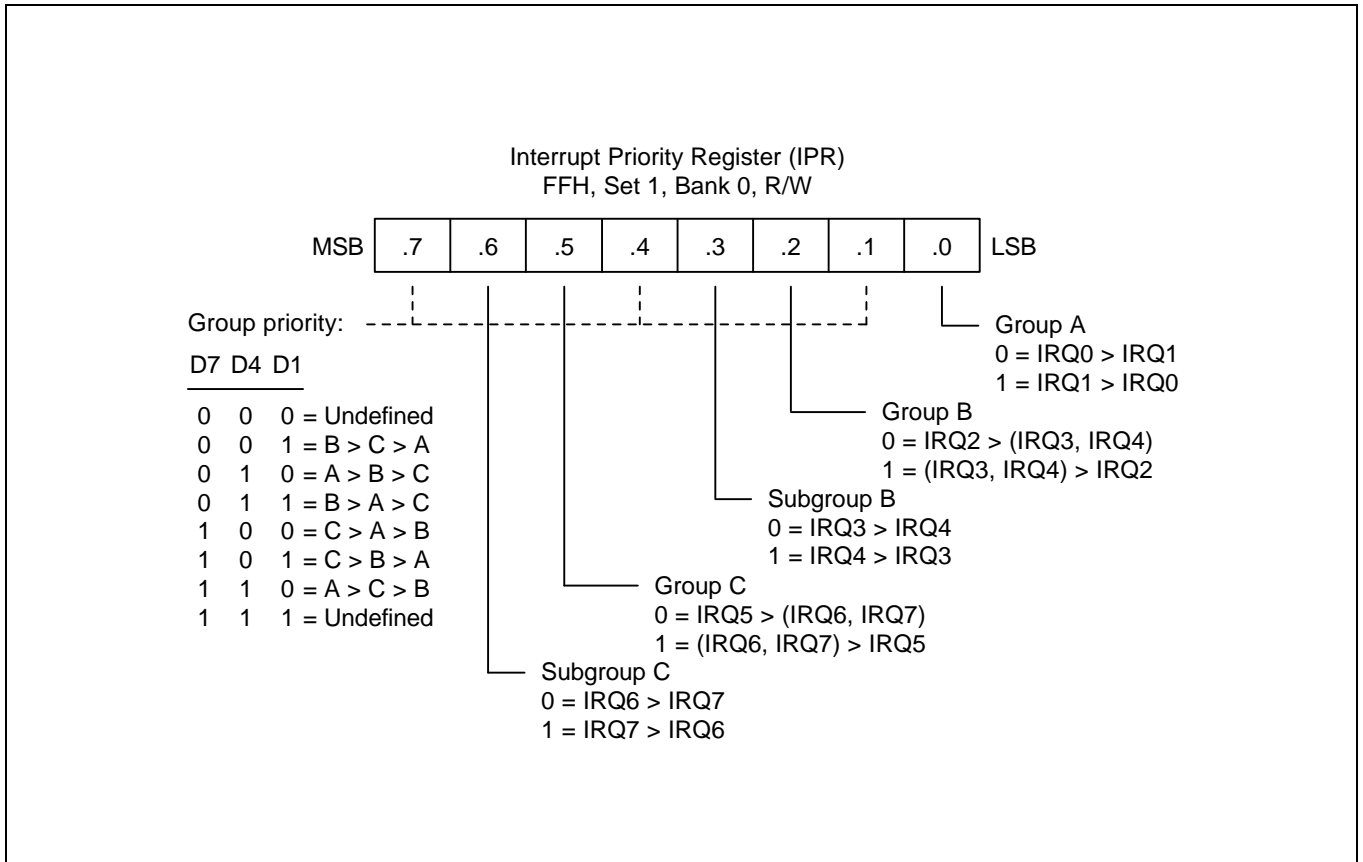 Interrupt Priority Register (IPR)
FFH, Set 1, Bank 0, R/W
MSB .7 .6 .5 .4 .3 .2 .1 .0 LSB
Group priority:
D7 D4 D1
0 0 0 = Undefined
0 0 1 = B > C > A
0 1 0 = A > B > C
0 1 1 = B > A > C
1 0 0 = C > A > B
1 0 1 = C > B > A
1 1 0 = A > C > B
1 1 1 = Undefined
Group A
0 = IRQ0 > IRQ1
1 = IRQ1 > IRQ0
Group B
0 = IRQ2 > (IRQ3, IRQ4)
1 = (IRQ3, IRQ4) > IRQ2
Subgroup B
0 = IRQ3 > IRQ4
1 = IRQ4 > IRQ3
Group C
0 = IRQ5 > (IRQ6, IRQ7)
1 = (IRQ6, IRQ7) > IRQ5
Subgroup C
0 = IRQ6 > IRQ7
1 = IRQ7 > IRQ6